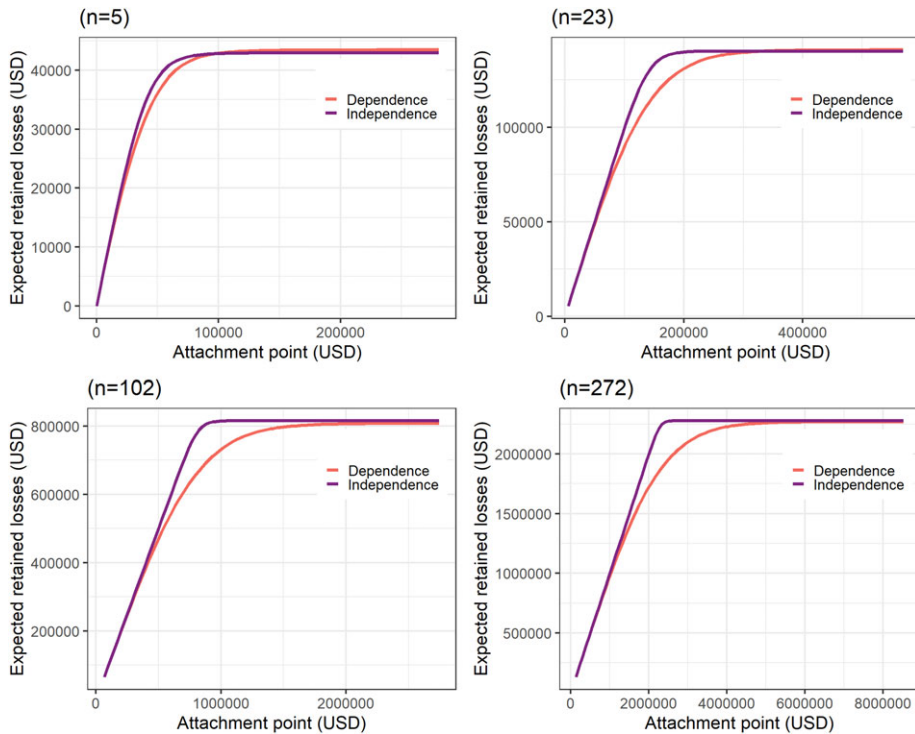 (n=5)
Expected retained losses (USD)
40000
30000
20000
10000
0
Dependence
Independence
0
100000
200000
Attachment point (USD)
(n=23)
Expected retained losses (USD)
100000
50000
0
Dependence
Independence
0
200000
400000
Attachment point (USD)
(n=102)
Expected retained losses (USD)
800000
600000
400000
200000
Dependence
Independence
0
1000000
2000000
Attachment point (USD)
(n=272)
Expected retained losses (USD)
2000000
1500000
1000000
500000
Dependence
Independence
0
2000000
4000000
6000000
8000000
Attachment point (USD)